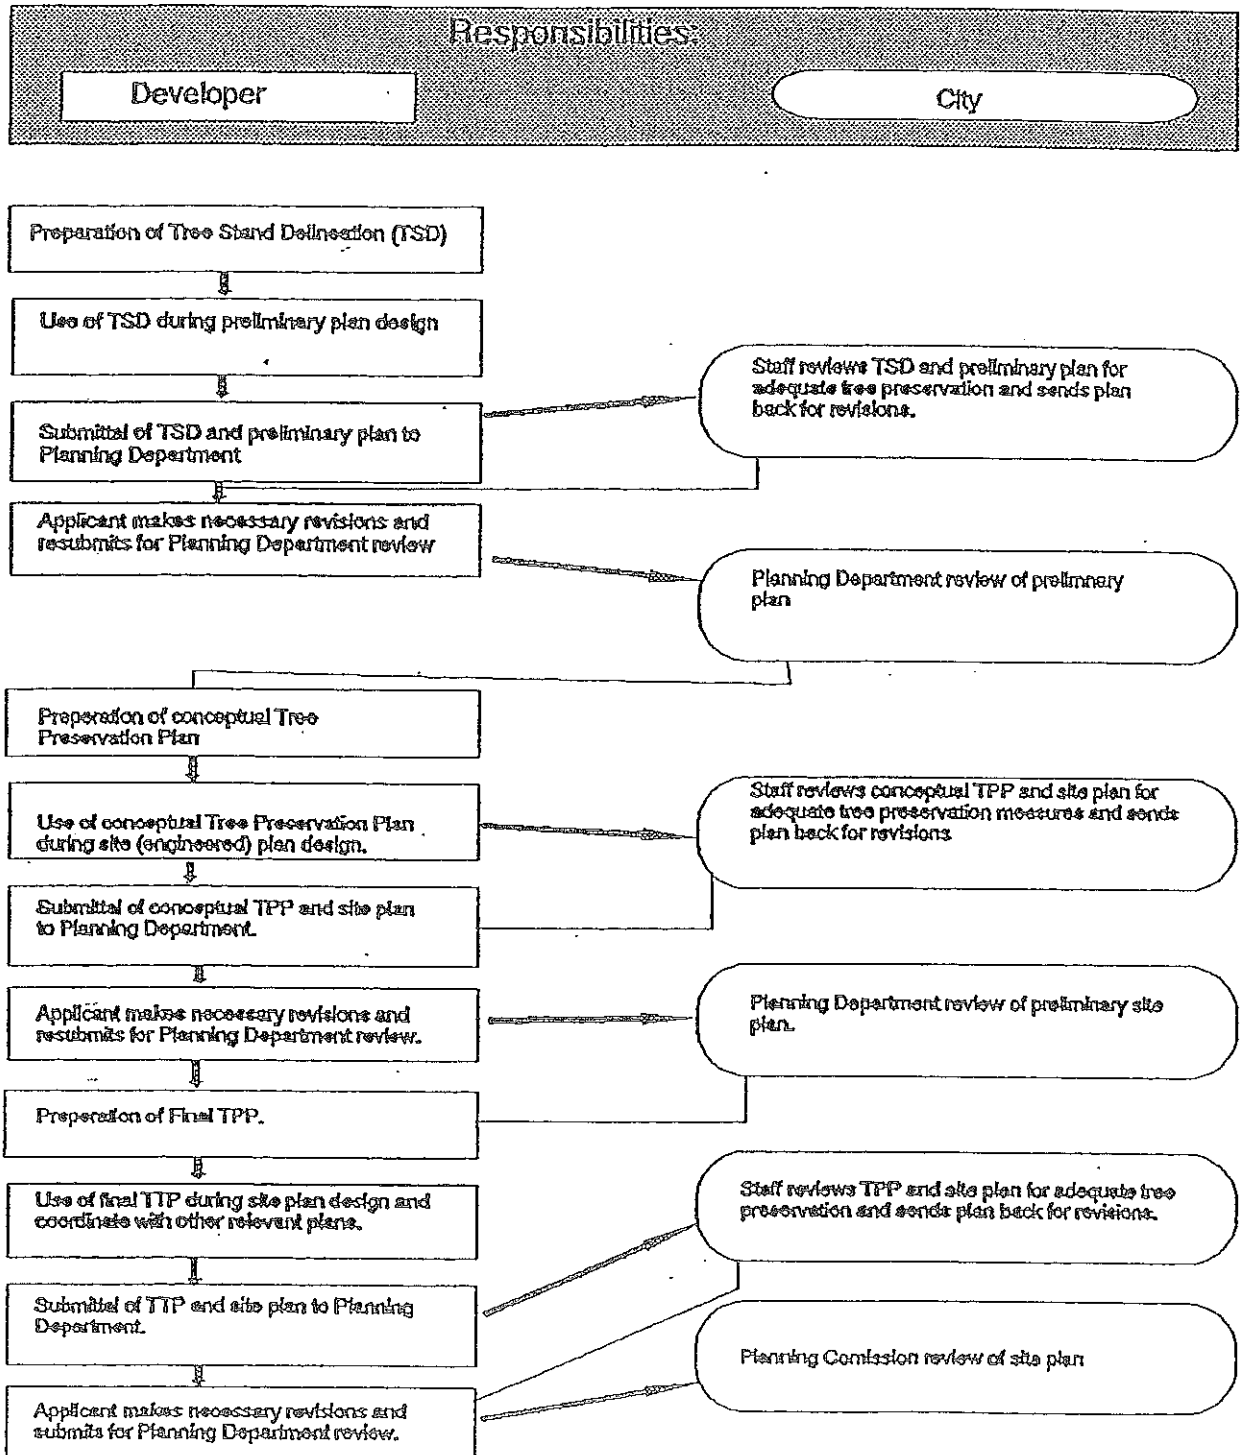 Responsibilities:
Developer
City
Preparation of Tree Stand Delineation (TSD)
Use of TSD during preliminary plan design
Staff reviews TSD and preliminary plan for
adequate tree preservation and sends plan
back for revisions.
Submittal of TSD and preliminary plan to
Planning Department
Applicant makes necessary revisions and
resubmits for Planning Department review
Planning Department review of prelimnary
plan
Preparation of conceptual Tree
Preservation Plan
Staff reviews conceptual TPP and site plan for
adequate tree preservation measures and sends
plan back for revisions
Use of conceptual Tree Preservation Plan
during site (engineered) plan design.
Submittal of conceptual TPP and site plan
to Planning Department.
Applicant makes necessary revisions and
resubmits for Planning Department review.
Planning Department review of preliminary site
plan.
Preperation of Final TPP.
Use of final TTP during site plan design and
coordinate with other relevant plans.
Staff reviews TPP and site plan for adequate tree
preservation and sends plan back for revisions.
Submittal of TTP and site plan to Planning
Department.
Planning Comission review of site plan
Applicant makes necessary revisions and
submits for Planning Department review.